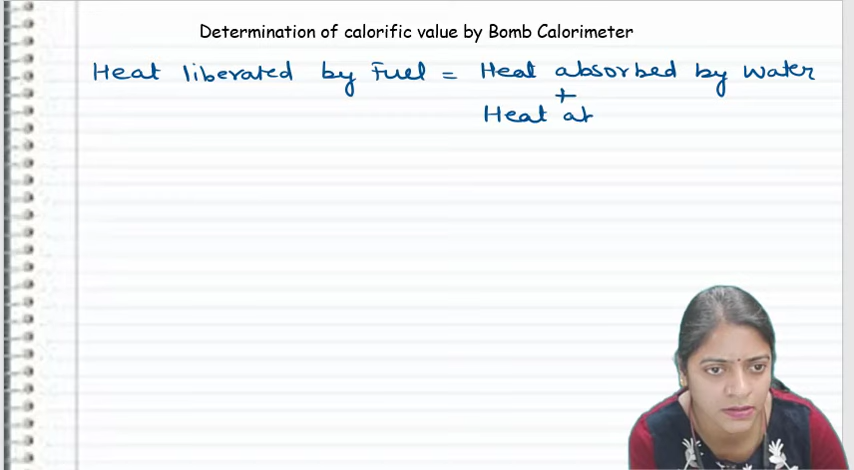 Determination of calorific value by Bomb Calorimeter
Heat liberated by Fuel = Heat absorbed by water
+
Heat ab